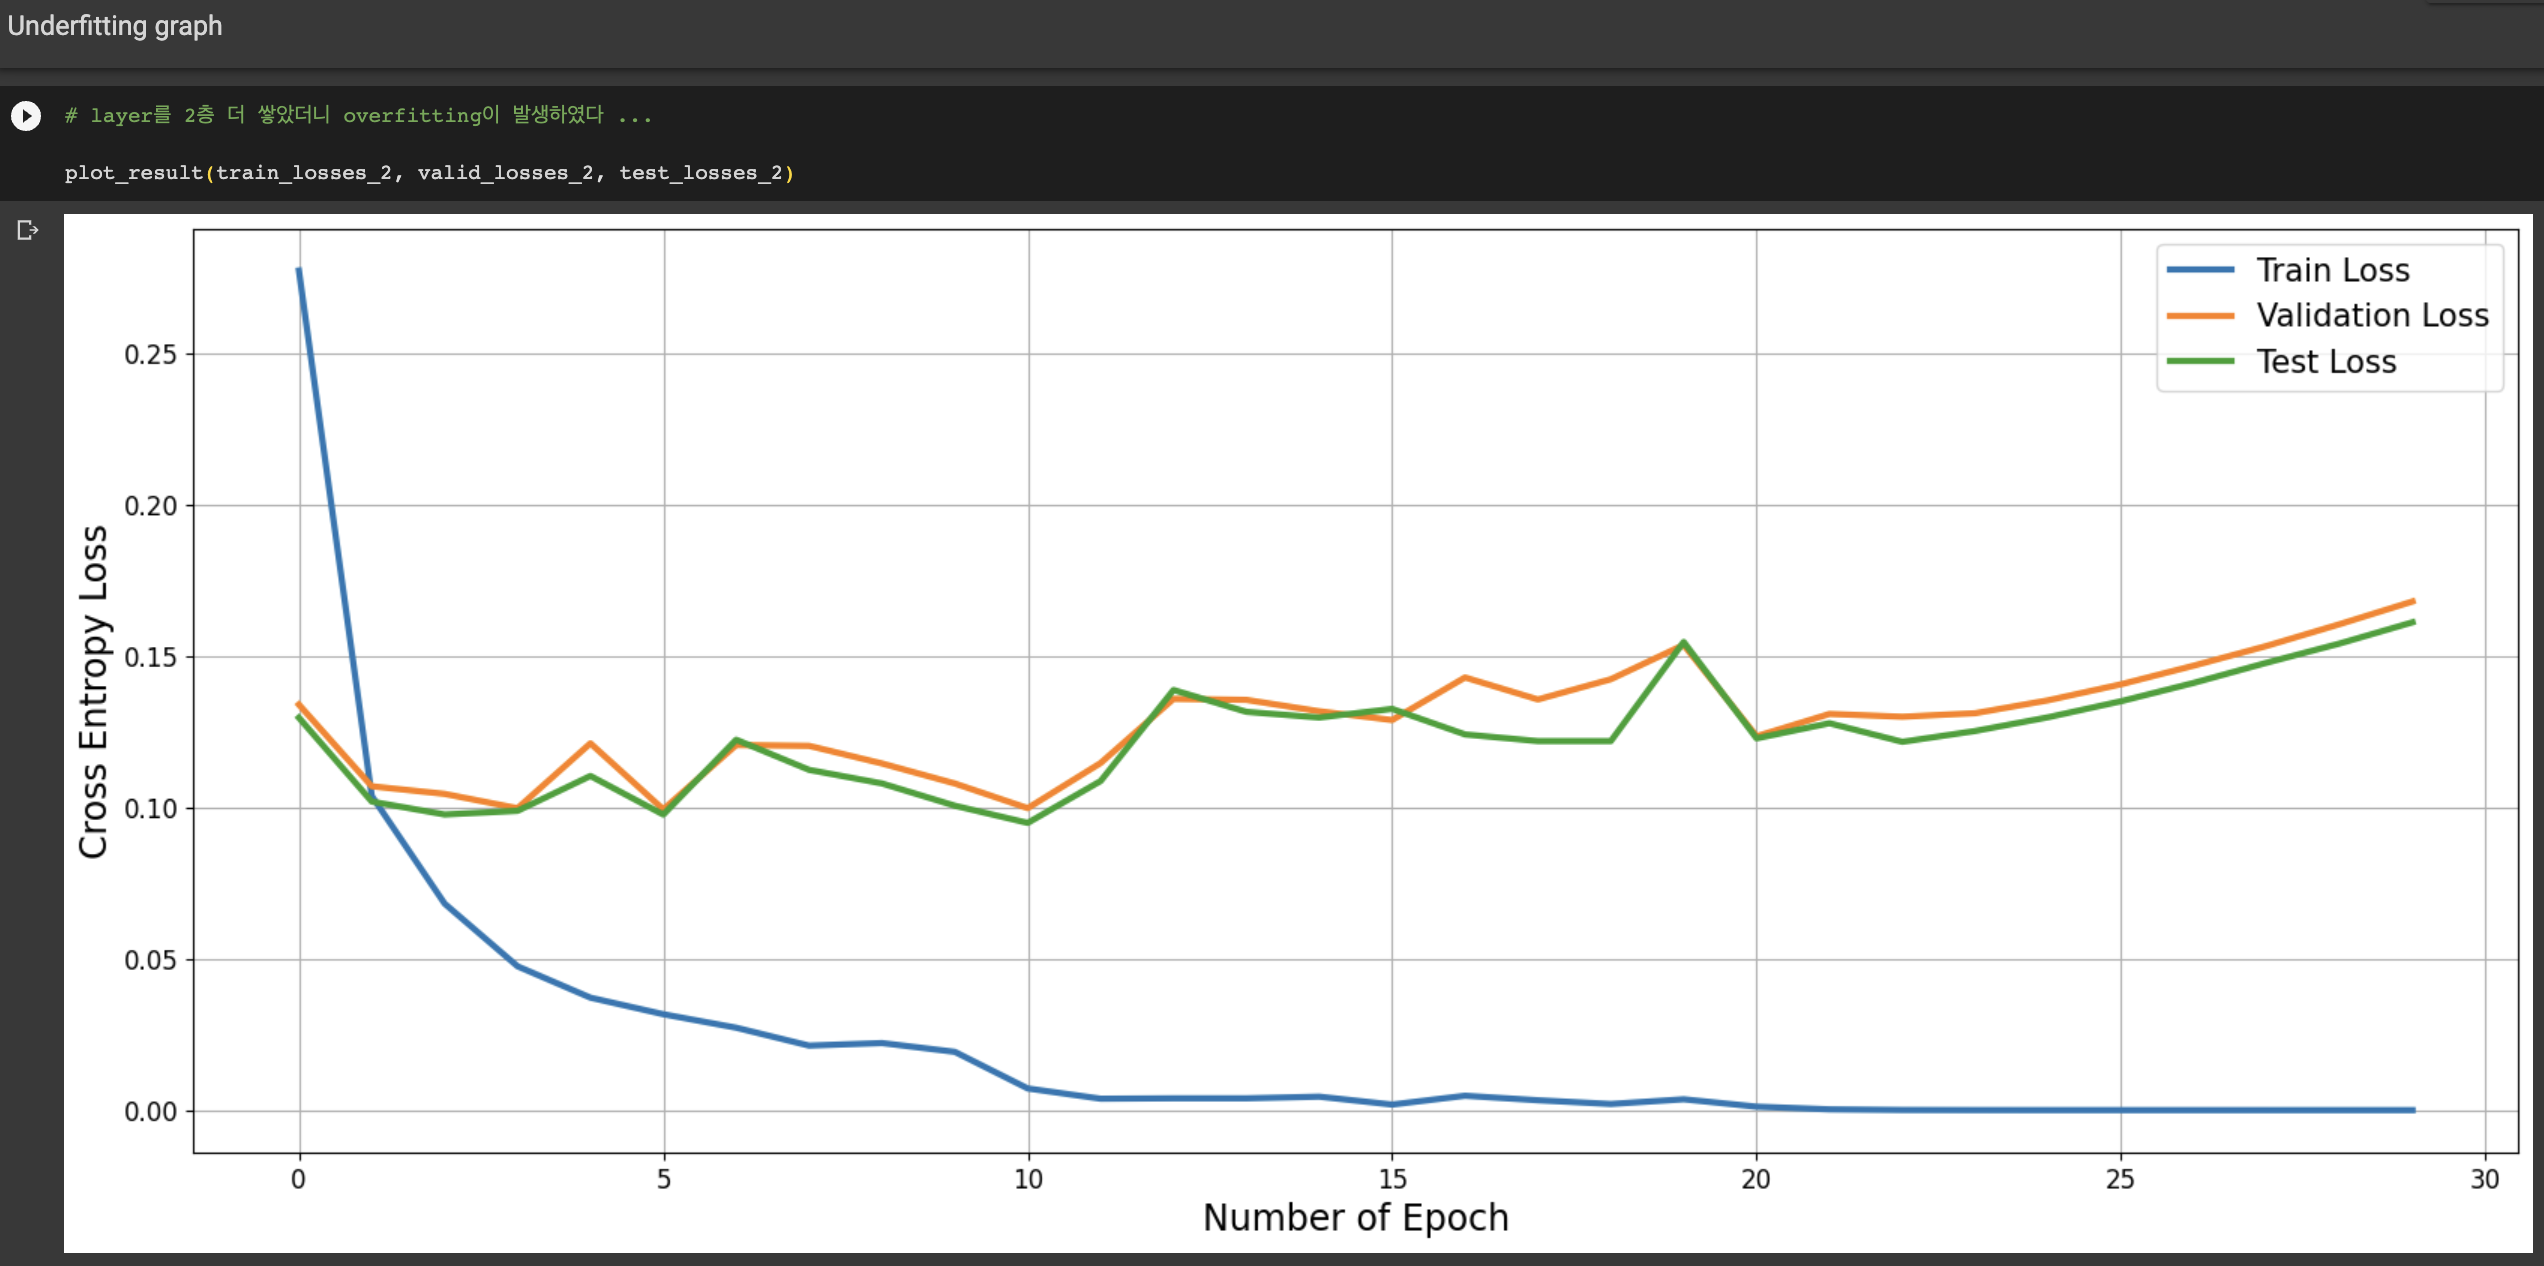 Underfitting graph
# layer를 2층 더 쌓았더니 overfitting이 발생하였다 ...
plot_result(train_losses_2, valid_losses_2, test_losses_2)
Train Loss
Validation Loss
Test Loss
0.25
0.20
0.15
0.10
0.05
0.00
Cross Entropy Loss
0 5 10 15 20 25 30
Number of Epoch